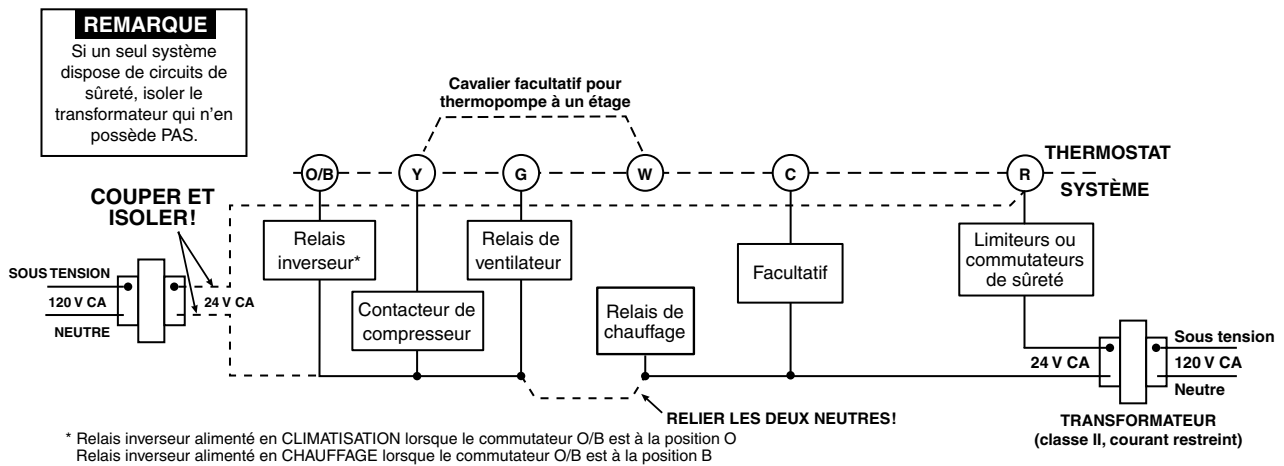 REMARQUE
Si un seul système
dispose de circuits de
sûreté, isoler le
transformateur qui n'en
possède PAS.
Cavalier facultatif pour
thermopompe à un étage
O/B
Y
G
W
C
R
THERMOSTAT
SYSTÈME
COUPER ET
ISOLER!
Relais
inverseur*
Relais de
ventilateur
Limiteurs ou
commutateurs
de sûreté
Facultatif
SOUS TENSION
120 V CA
24 V CA
NEUTRE
Contacteur de
compresseur
Relais de
chauffage
Sous tension
24 V CA
120 V CA
Neutre
RELIER LES DEUX NEUTRES!
TRANSFORMATEUR
(classe II, courant restreint)
* Relais inverseur alimenté en CLIMATISATION lorsque le commutateur O/B est à la position O
Relais inverseur alimenté en CHAUFFAGE lorsque le commutateur O/B est à la position B